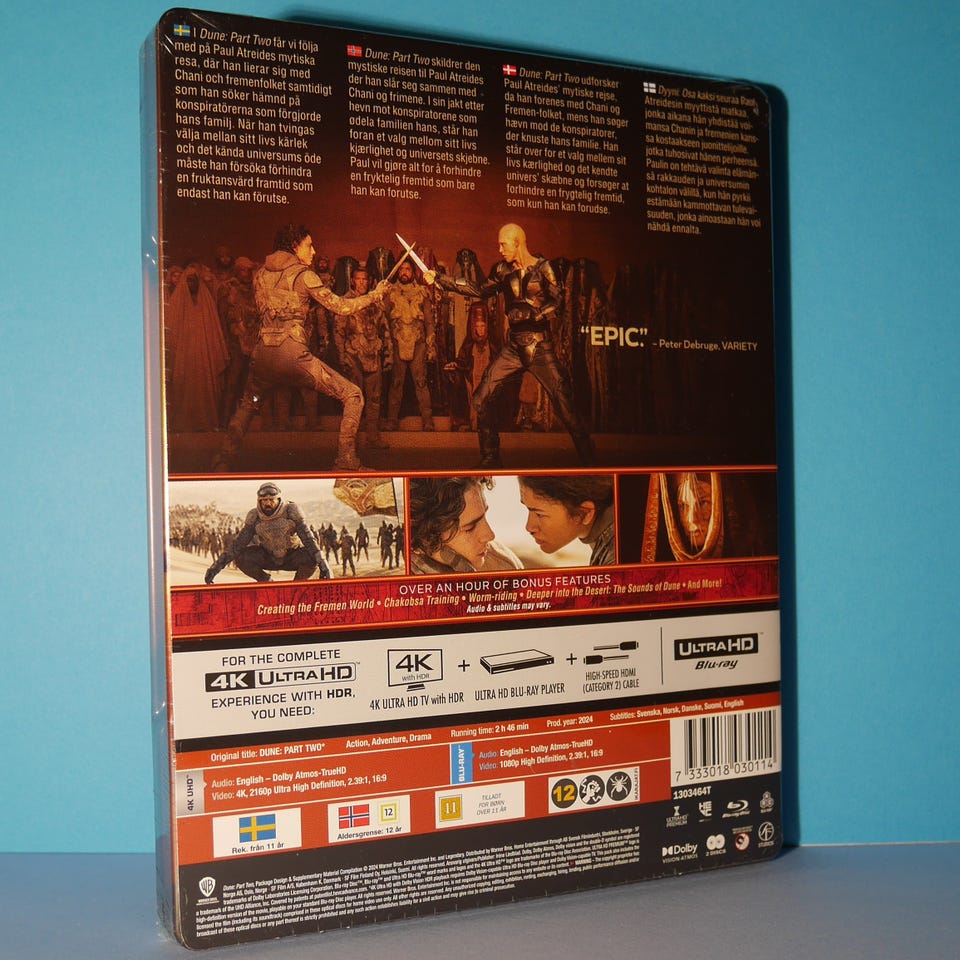 I Dune: Part Two får vi följa
med på Paul Atreides mytiska
resa, där han lierar sig med
Chani och fremenfolket samtidigt
som han söker hämnd på
konspiratörerna som förgjorde
hans familj. När han tvingas
välja mellan sitt livs kärlek
och det kända universums öde
måste han försöka förhindra
en fruktansvärd framtid som
endast han kan förutse.
Dune: Part Two skildrer den
mystiske reisen til Paul Atreides
der han slår seg sammen med
Chani og frimene. I sin jakt etter
hevn mot konspiratorene som
ødela familien hans, står han
foran et valg mellom sitt livs
kjærlighet og universets skjebne.
Paul vil gjøre alt for å forhindre
en fryktelig fremtid som bare
han kan forutse.
Dune: Part Two udforsker
Paul Atreides' mytiske rejse,
da han forenes med Chani og
Fremen-folket, mens han søger
hævn mod de konspiratorer,
der knuste hans familie. Han
står over for et valg mellem sit
livs kærlighed og det kendte
univers' skæbne og forsøger at
forhindre en frygtelig fremtid,
som kun han kan forudse.
Dyyni: Osa kaksi seuraa Paul
Atreidesin myyttistä matkaa,
jonka aikana hän yhdistää voi-
mansa Chanin ja fremenien kans-
sa kostaakseen juonittelijoille,
jotka tuhosivat hänen perheensä.
Paulin on tehtävä valinta elämän-
sä rakkauden ja universumin
kohtalon välillä, kun hän pyrkii
estämään kammottavan tulevai-
suuden, jonka ainoastaan hän voi
nähdä ennalta.
"EPIC." – Peter Debruge, VARIETY
OVER AN HOUR OF BONUS FEATURES
Creating the Fremen World • Chakobsa Training • Worm-riding • Deeper into the Desert: The Sounds of Dune • And More!
Audio & subtitles may vary.
FOR THE COMPLETE
4K ULTRA HD™
EXPERIENCE WITH HDR,
YOU NEED:
4K
with HDR
4K ULTRA HD TV with HDR
+
ULTRA HD BLU-RAY PLAYER
+
HIGH-SPEED HDMI
(CATEGORY 2) CABLE
ULTRA HD™
Blu-ray
Original title: DUNE: PART TWO® Action, Adventure, Drama Running time: 2 h 46 min Prod. year: 2024 Subtitles: Svenska, Norsk, Danske, Suomi, English
4K UHD™
Audio: English – Dolby Atmos-TrueHD
Video: 4K, 2160p Ultra High Definition, 2.39:1, 16:9
BLU-RAY™
Audio: English – Dolby Atmos-TrueHD
Video: 1080p High Definition, 2.39:1, 16:9
7 333018 030114
1303464T
Rek. från 11 år
12
Aldersgrense: 12 år
11
TILLADT
FOR BØRN
OVER 11 ÅR
12
ULTRA HD
PREMIUM
Blu-ray Disc
Dolby
VISION·ATMOS
2 DISCS
SF
STUDIOS
WB